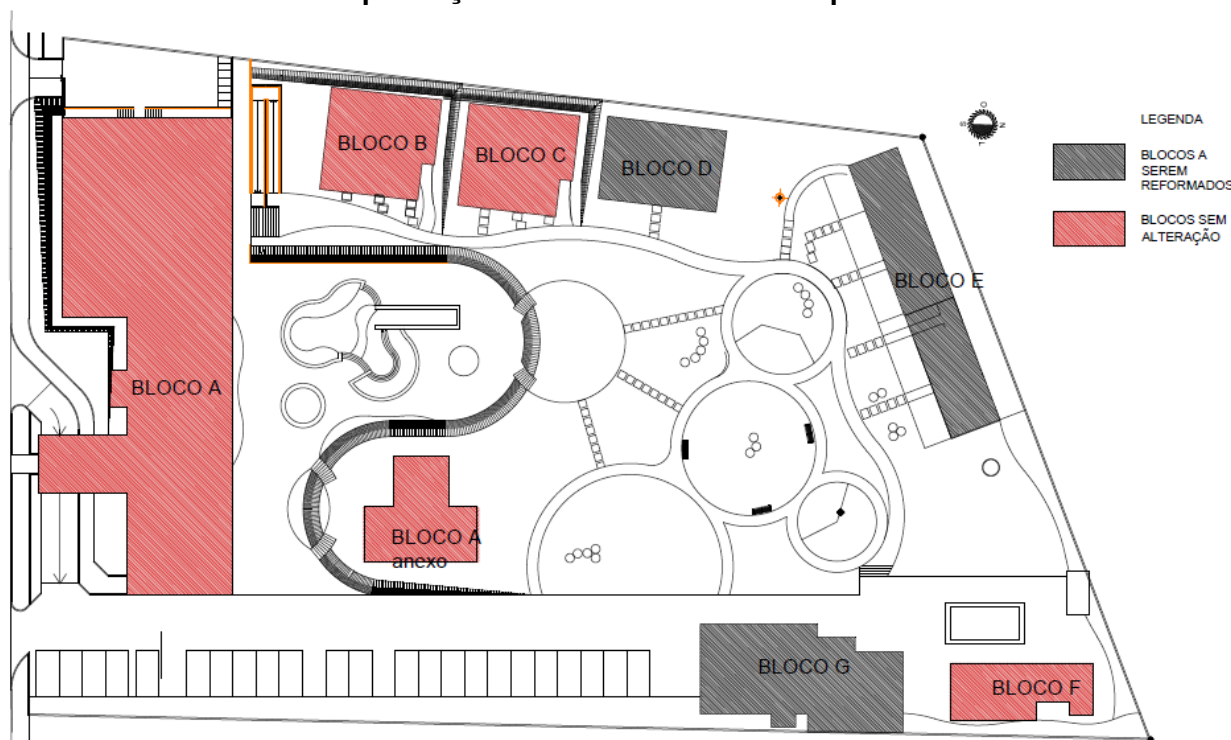 BLOCO B
BLOCO C
BLOCO D
BLOCO E
BLOCO A
BLOCO A
anexo
BLOCO G
BLOCO F
O
S
N
L
LEGENDA
BLOCOS A
SEREM
REFORMADOS
BLOCOS SEM
ALTERAÇÃO